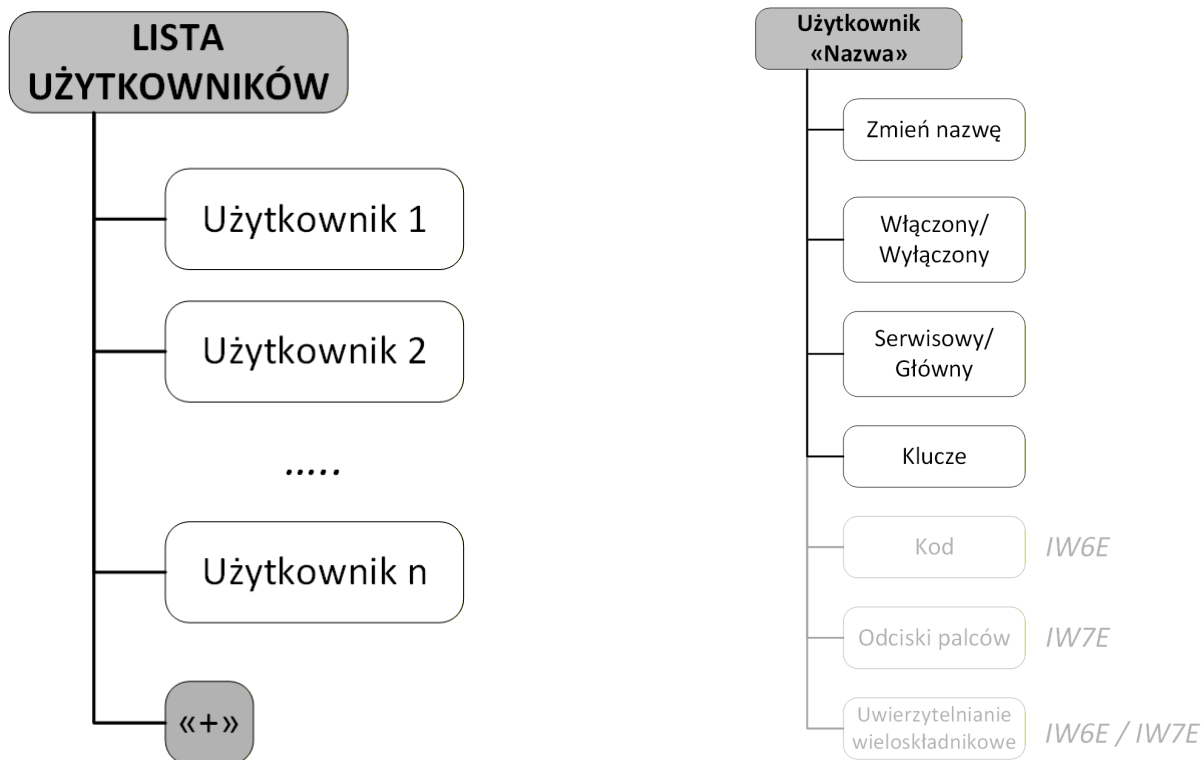 LISTA
UŻYTKOWNIKÓW
Użytkownik 1
Użytkownik 2
.....
Użytkownik n
«+»
Użytkownik
«Nazwa»
Zmień nazwę
Włączony/
Wyłączony
Serwisowy/
Główny
Klucze
Kod
IW6E
Odciski palców
IW7E
Uwierzytelnianie
wieloskładnikowe
IW6E / IW7E